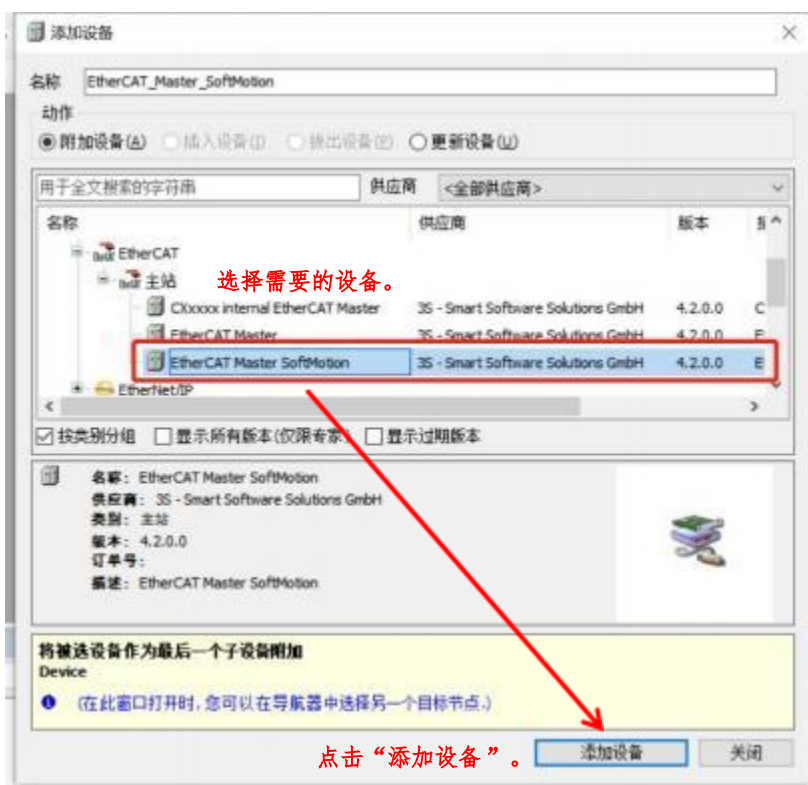 添加设备
名称 EtherCAT_Master_SoftMotion
动作
附加设备(A) 插入设备(I) 拔出设备(P) 更新设备(U)
用于全文搜索的字符串 供应商 <全部供应商>
名称 供应商 版本
EtherCAT
主站
选择需要的设备。
CXxxxx internal EtherCAT Master 3S - Smart Software Solutions GmbH 4.2.0.0 C
EtherCAT Master 3S - Smart Software Solutions GmbH 4.2.0.0 E
EtherCAT Master SoftMotion 3S - Smart Software Solutions GmbH 4.2.0.0 E
EtherNet/IP
按类别分组 显示所有版本(仅限专家) 显示过期版本
名称: EtherCAT Master SoftMotion
供应商: 3S - Smart Software Solutions GmbH
类别: 主站
版本: 4.2.0.0
订单号:
描述: EtherCAT Master SoftMotion
将被选设备作为最后一个子设备附加
Device
(在此窗口打开时,您可以在导航器中选择另一个目标节点.)
点击“添加设备”。
添加设备 关闭